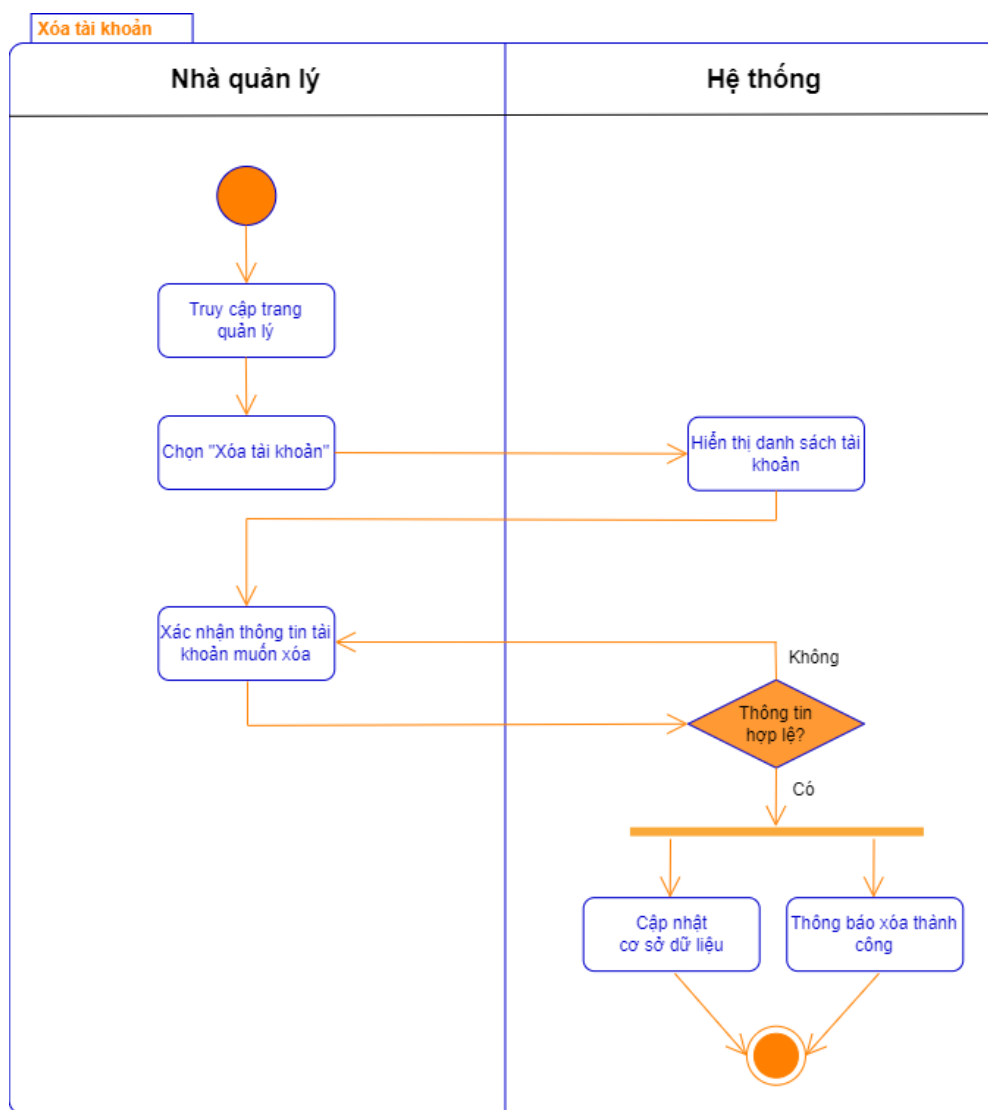 Xóa tài khoản
Nhà quản lý
Hệ thống
Truy cập trang
quản lý
Chọn "Xóa tài khoản"
Hiển thị danh sách tài
khoản
Xác nhận thông tin tài
khoản muốn xóa
Không
Thông tin
hợp lệ?
Có
Cập nhật
cơ sở dữ liệu
Thông báo xóa thành
công